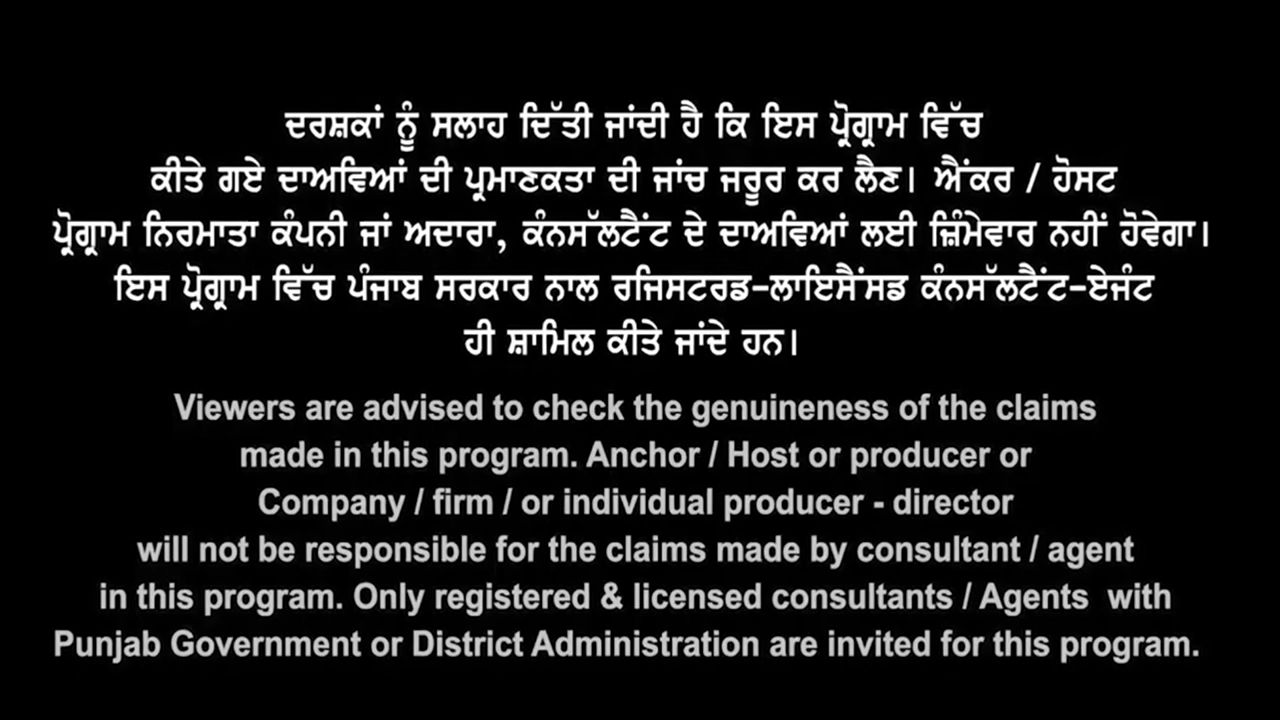 ਦਰਸ਼ਕਾਂ ਨੂੰ ਸਲਾਹ ਦਿੱਤੀ ਜਾਂਦੀ ਹੈ ਕਿ ਇਸ ਪ੍ਰੋਗ੍ਰਾਮ ਵਿੱਚ
ਕੀਤੇ ਗਏ ਦਾਅਵਿਆਂ ਦੀ ਪ੍ਰਮਾਣਕਤਾ ਦੀ ਜਾਂਚ ਜਰੂਰ ਕਰ ਲੈਣ। ਐਂਕਰ / ਹੋਸਟ
ਪ੍ਰੋਗ੍ਰਾਮ ਨਿਰਮਾਤਾ ਕੰਪਨੀ ਜਾਂ ਅਦਾਰਾ, ਕੰਨਸੱਲਟੈਂਟ ਦੇ ਦਾਅਵਿਆਂ ਲਈ ਜ਼ਿੰਮੇਵਾਰ ਨਹੀਂ ਹੋਵੇਗਾ।
ਇਸ ਪ੍ਰੋਗ੍ਰਾਮ ਵਿੱਚ ਪੰਜਾਬ ਸਰਕਾਰ ਨਾਲ ਰਜਿਸਟਰਡ-ਲਾਇਸੈਂਸਡ ਕੰਨਸੱਲਟੈਂਟ-ਏਜੰਟ
ਹੀ ਸ਼ਾਮਿਲ ਕੀਤੇ ਜਾਂਦੇ ਹਨ।
Viewers are advised to check the genuineness of the claims
made in this program. Anchor / Host or producer or
Company / firm / or individual producer - director
will not be responsible for the claims made by consultant / agent
in this program. Only registered & licensed consultants / Agents with
Punjab Government or District Administration are invited for this program.